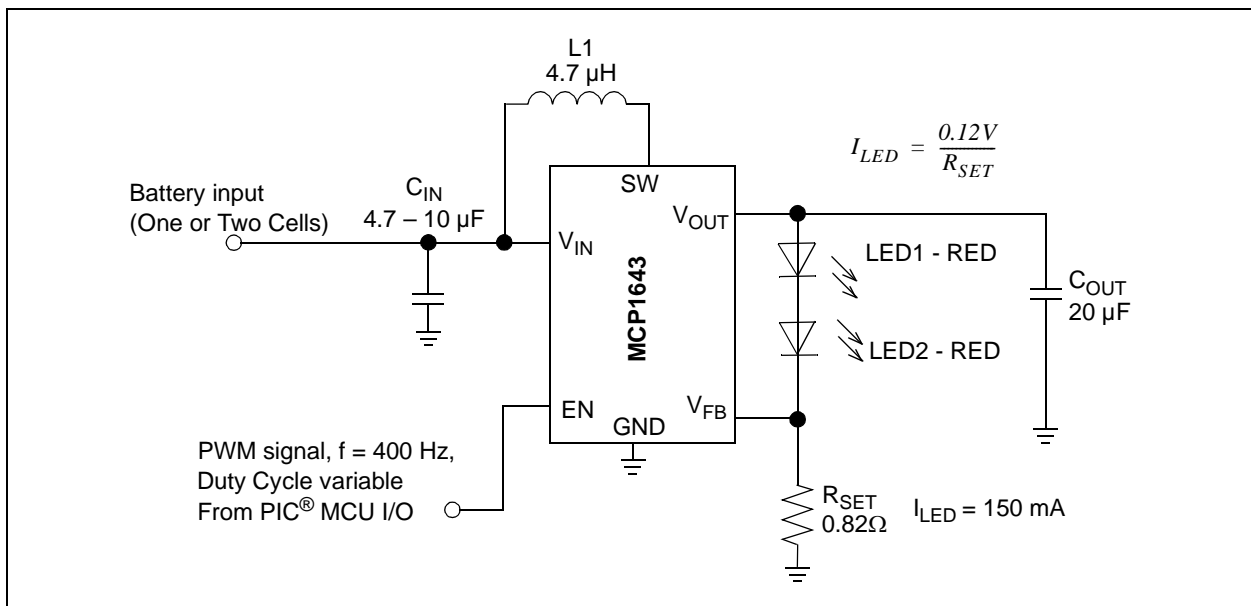 L1
4.7 µH
I_LED = 0.12V / R_SET
Battery input
(One or Two Cells)
C_IN
4.7 – 10 µF
SW
V_IN
V_OUT
MCP1643
LED1 - RED
LED2 - RED
C_OUT
20 µF
EN
V_FB
GND
PWM signal, f = 400 Hz,
Duty Cycle variable
From PIC® MCU I/O
R_SET
0.82Ω
I_LED = 150 mA